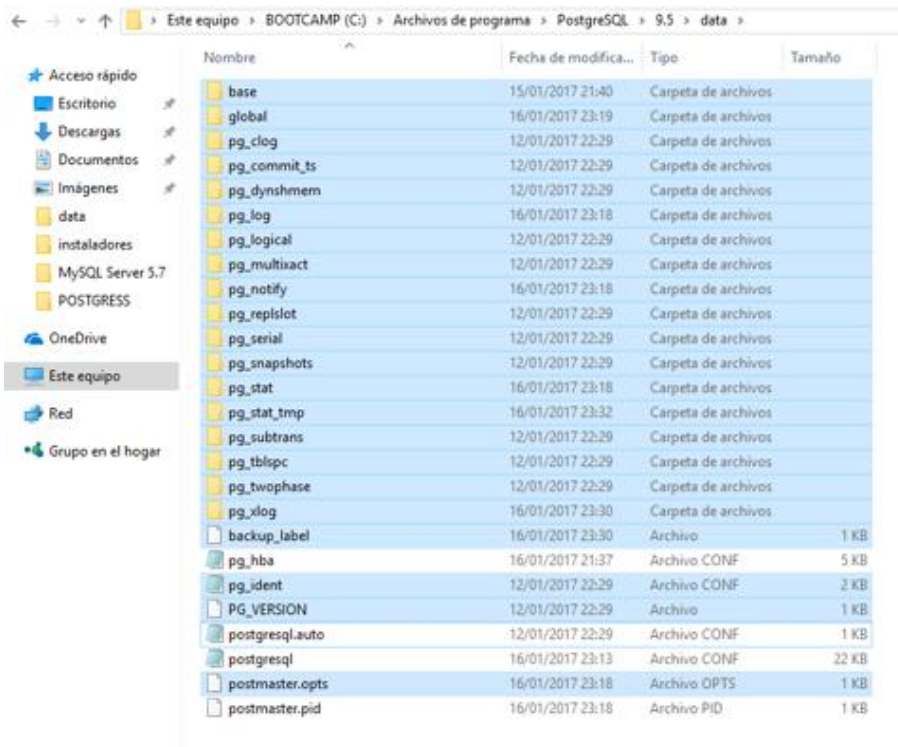 Este equipo > BOOTCAMP (C:) > Archivos de programa > PostgreSQL > 9.5 > data >
Acceso rápido
Escritorio
Descargas
Documentos
Imágenes
data
instaladores
MySQL Server 5.7
POSTGRESS
OneDrive
Este equipo
Red
Grupo en el hogar
Nombre Fecha de modifica... Tipo Tamaño
base 15/01/2017 21:40 Carpeta de archivos
global 16/01/2017 23:19 Carpeta de archivos
pg_clog 12/01/2017 22:29 Carpeta de archivos
pg_commit_ts 12/01/2017 22:29 Carpeta de archivos
pg_dynshmem 12/01/2017 22:29 Carpeta de archivos
pg_log 16/01/2017 23:18 Carpeta de archivos
pg_logical 12/01/2017 22:29 Carpeta de archivos
pg_multixact 12/01/2017 22:29 Carpeta de archivos
pg_notify 16/01/2017 23:18 Carpeta de archivos
pg_replslot 12/01/2017 22:29 Carpeta de archivos
pg_serial 12/01/2017 22:29 Carpeta de archivos
pg_snapshots 12/01/2017 22:29 Carpeta de archivos
pg_stat 16/01/2017 23:18 Carpeta de archivos
pg_stat_tmp 16/01/2017 23:32 Carpeta de archivos
pg_subtrans 12/01/2017 22:29 Carpeta de archivos
pg_tblspc 12/01/2017 22:29 Carpeta de archivos
pg_twophase 12/01/2017 22:29 Carpeta de archivos
pg_xlog 16/01/2017 23:30 Carpeta de archivos
backup_label 16/01/2017 23:30 Archivo 1 KB
pg_hba 16/01/2017 21:37 Archivo CONF 5 KB
pg_ident 12/01/2017 22:29 Archivo CONF 2 KB
PG_VERSION 12/01/2017 22:29 Archivo 1 KB
postgresql.auto 12/01/2017 22:29 Archivo CONF 1 KB
postgresql 16/01/2017 23:13 Archivo CONF 22 KB
postmaster.opts 16/01/2017 23:18 Archivo OPTS 1 KB
postmaster.pid 16/01/2017 23:18 Archivo PID 1 KB